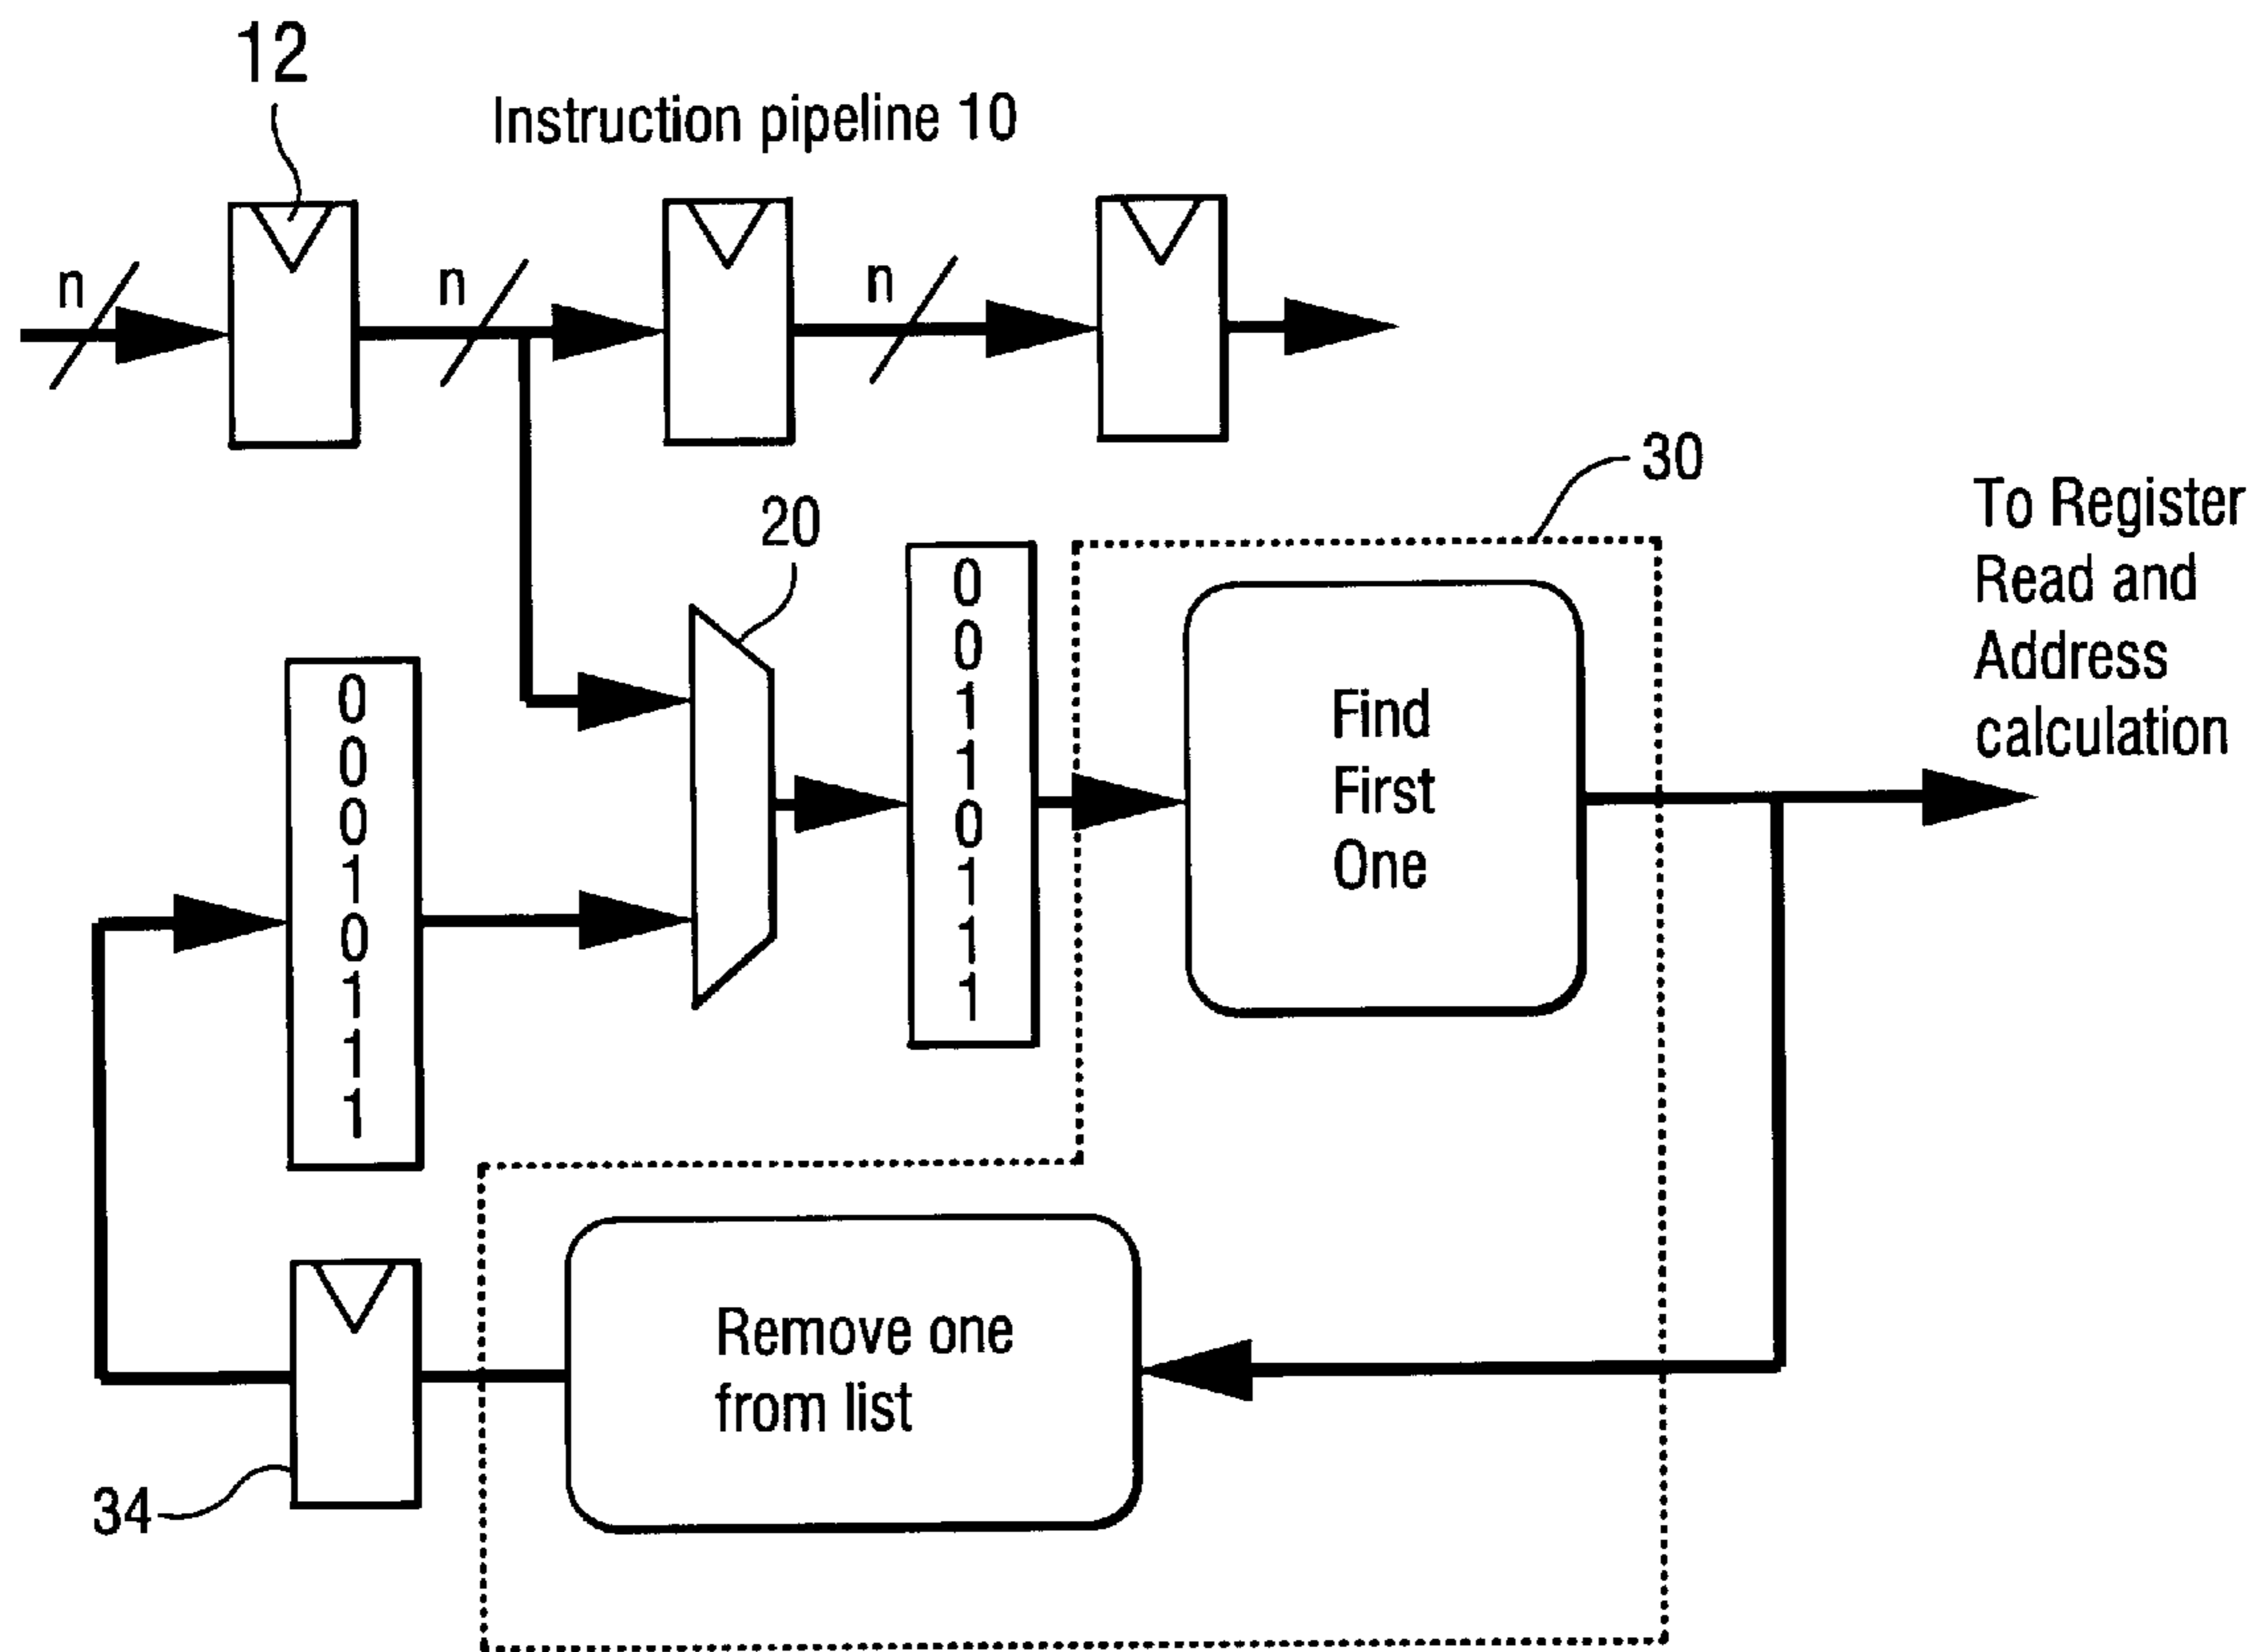 12
Instruction pipeline 10
n
n
n
30
To Register
Read and
Address
calculation
20
0
0
1
1
0
1
1
1
Find
First
One
0
0
0
1
0
1
1
1
Remove one
from list
34